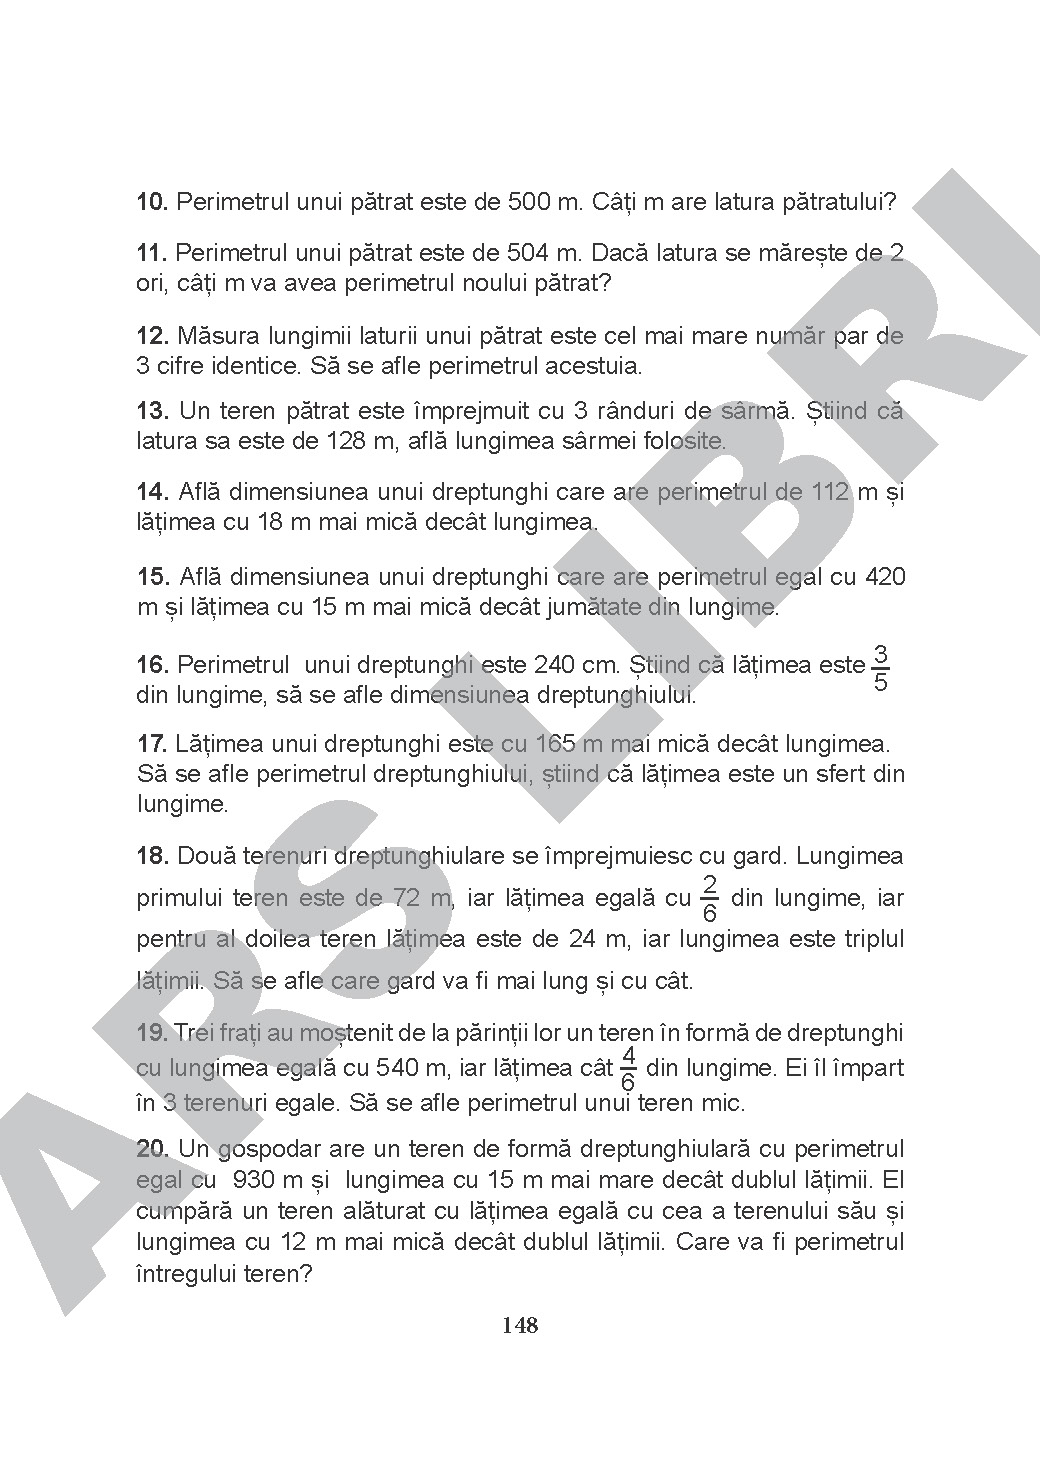 10. Perimetrul unui pătrat este de 500 m. Câți m are latura pătratului?
11. Perimetrul unui pătrat este de 504 m. Dacă latura se mărește de 2
ori, câți m va avea perimetrul noului pătrat?
12. Măsura lungimii laturii unui pătrat este cel mai mare număr par de
3 cifre identice. Să se afle perimetrul acestuia.
13. Un teren pătrat este împrejmuit cu 3 rânduri de sârmă. Știind că
latura sa este de 128 m, află lungimea sârmei folosite.
14. Află dimensiunea unui dreptunghi care are perimetrul de 112 m și
lățimea cu 18 m mai mică decât lungimea.
15. Află dimensiunea unui dreptunghi care are perimetrul egal cu 420
m și lățimea cu 15 m mai mică decât jumătate din lungime.
16. Perimetrul unui dreptunghi este 240 cm. Știind că lățimea este 3/5
din lungime, să se afle dimensiunea dreptunghiului.
17. Lățimea unui dreptunghi este cu 165 m mai mică decât lungimea.
Să se afle perimetrul dreptunghiului, știind că lățimea este un sfert din
lungime.
18. Două terenuri dreptunghiulare se împrejmuiesc cu gard. Lungimea
primului teren este de 72 m, iar lățimea egală cu 2/6 din lungime, iar
pentru al doilea teren lățimea este de 24 m, iar lungimea este triplul
lățimii. Să se afle care gard va fi mai lung și cu cât.
19. Trei frați au moștenit de la părinții lor un teren în formă de dreptunghi
cu lungimea egală cu 540 m, iar lățimea cât 4/6 din lungime. Ei îl împart
în 3 terenuri egale. Să se afle perimetrul unui teren mic.
20. Un gospodar are un teren de formă dreptunghiulară cu perimetrul
egal cu 930 m și lungimea cu 15 m mai mare decât dublul lățimii. El
cumpără un teren alăturat cu lățimea egală cu cea a terenului său și
lungimea cu 12 m mai mică decât dublul lățimii. Care va fi perimetrul
întregului teren?
148
ARS LIBRI